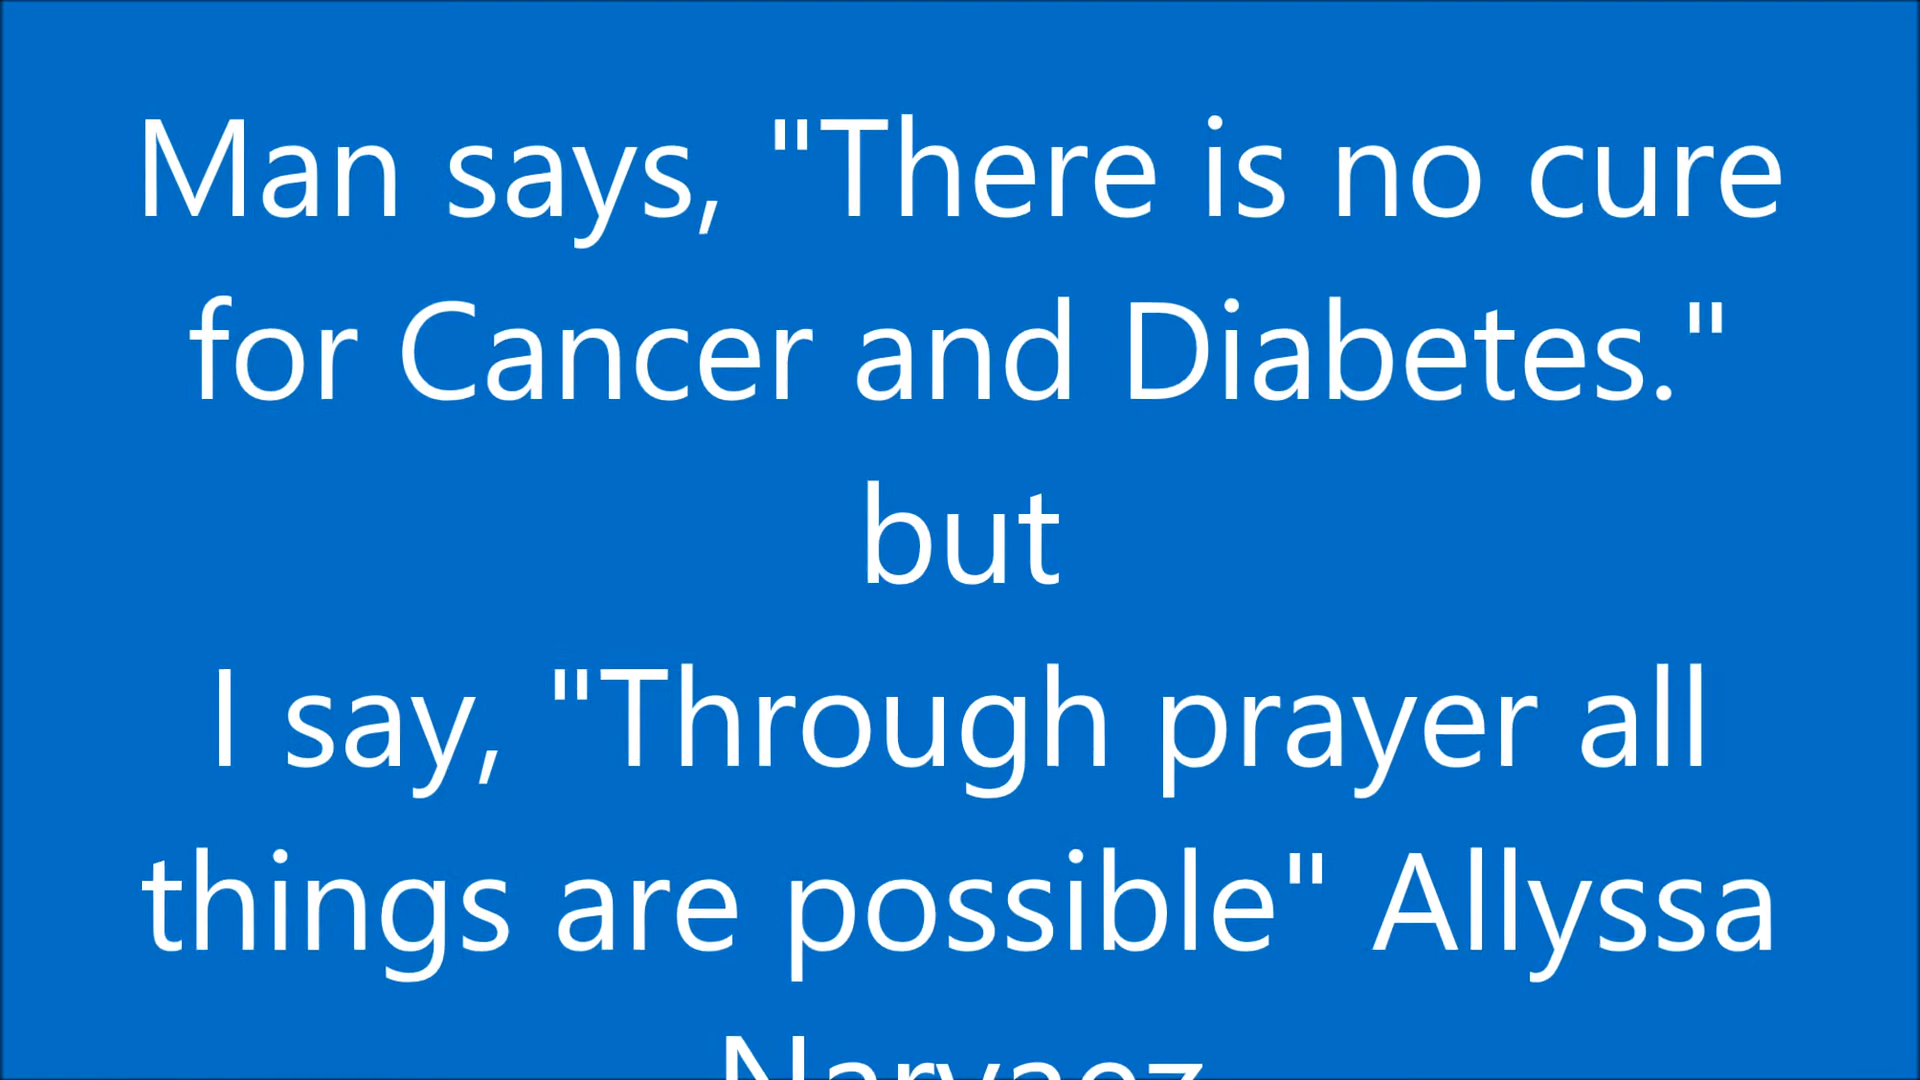 Man says, "There is no cure
for Cancer and Diabetes."
but
I say, "Through prayer all
things are possible" Allyssa
Narvaez